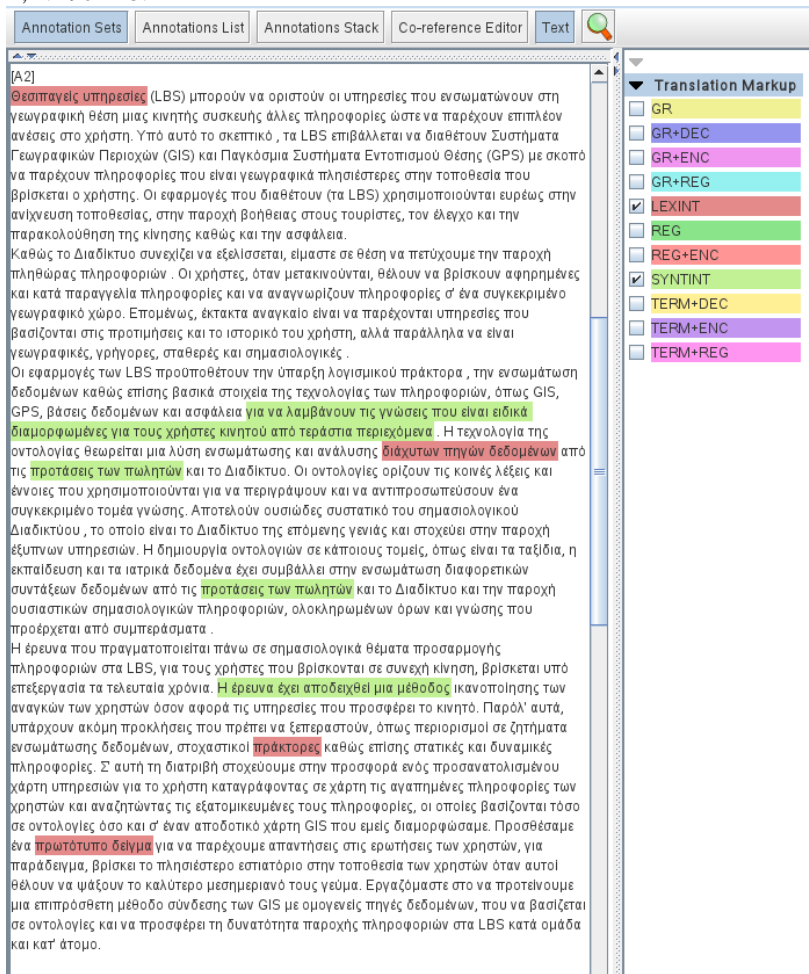 Annotation Sets Annotations List Annotations Stack Co-reference Editor Text
[A2]
Θεσιπαγείς υπηρεσίες (LBS) μπορούν να οριστούν οι υπηρεσίες που ενσωματώνουν στη
γεωγραφική θέση μιας κινητής συσκευής άλλες πληροφορίες ώστε να παρέχουν επιπλέον
ανέσεις στο χρήστη. Υπό αυτό το σκεπτικό , τα LBS επιβάλλεται να διαθέτουν Συστήματα
Γεωγραφικών Περιοχών (GIS) και Παγκόσμια Συστήματα Εντοπισμού Θέσης (GPS) με σκοπό
να παρέχουν πληροφορίες που είναι γεωγραφικά πλησιέστερες στην τοποθεσία που
βρίσκεται ο χρήστης. Οι εφαρμογές που διαθέτουν (τα LBS) χρησιμοποιούνται ευρέως στην
ανίχνευση τοποθεσίας, στην παροχή βοήθειας στους τουρίστες, τον έλεγχο και την
παρακολούθηση της κίνησης καθώς και την ασφάλεια.
Καθώς το Διαδίκτυο συνεχίζει να εξελίσσεται, είμαστε σε θέση να πετύχουμε την παροχή
πληθώρας πληροφοριών . Οι χρήστες, όταν μετακινούνται, θέλουν να βρίσκουν αφηρημένες
και κατά παραγγελία πληροφορίες και να αναγνωρίζουν πληροφορίες σ' ένα συγκεκριμένο
γεωγραφικό χώρο. Επομένως, έκτακτα αναγκαίο είναι να παρέχονται υπηρεσίες που
βασίζονται στις προτιμήσεις και το ιστορικό του χρήστη, αλλά παράλληλα να είναι
γεωγραφικές, γρήγορες, σταθερές και σημασιολογικές .
Οι εφαρμογές των LBS προϋποθέτουν την ύπαρξη λογισμικού πράκτορα , την ενσωμάτωση
δεδομένων καθώς επίσης βασικά στοιχεία της τεχνολογίας των πληροφοριών, όπως GIS,
GPS, βάσεις δεδομένων και ασφάλεια για να λαμβάνουν τις γνώσεις που είναι ειδικά
διαμορφωμένες για τους χρήστες κινητού από τεράστια περιεχόμενα . Η τεχνολογία της
οντολογίας θεωρείται μια λύση ενσωμάτωσης και ανάλυσης διάχυτων πηγών δεδομένων από
τις προτάσεις των πωλητών και το Διαδίκτυο. Οι οντολογίες ορίζουν τις κοινές λέξεις και
έννοιες που χρησιμοποιούνται για να περιγράψουν και να αντιπροσωπεύσουν ένα
συγκεκριμένο τομέα γνώσης. Αποτελούν ουσιώδες συστατικό του σημασιολογικού
Διαδικτύου , το οποίο είναι το Διαδίκτυο της επόμενης γενιάς και στοχεύει στην παροχή
έξυπνων υπηρεσιών. Η δημιουργία οντολογιών σε κάποιους τομείς, όπως είναι τα ταξίδια, η
εκπαίδευση και τα ιατρικά δεδομένα έχει συμβάλλει στην ενσωμάτωση διαφορετικών
συντάξεων δεδομένων από τις προτάσεις των πωλητών και το Διαδίκτυο και την παροχή
ουσιαστικών σημασιολογικών πληροφοριών, ολοκληρωμένων όρων και γνώσης που
προέρχεται από συμπεράσματα .
Η έρευνα που πραγματοποιείται πάνω σε σημασιολογικά θέματα προσαρμογής
πληροφοριών στα LBS, για τους χρήστες που βρίσκονται σε συνεχή κίνηση, βρίσκεται υπό
επεξεργασία τα τελευταία χρόνια. Η έρευνα έχει αποδειχθεί μια μέθοδος ικανοποίησης των
αναγκών των χρηστών όσον αφορά τις υπηρεσίες που προσφέρει το κινητό. Παρόλ' αυτά,
υπάρχουν ακόμη προκλήσεις που πρέπει να ξεπεραστούν, όπως περιορισμοί σε ζητήματα
ενσωμάτωσης δεδομένων, στοχαστικοί πράκτορες καθώς επίσης στατικές και δυναμικές
πληροφορίες. Σ' αυτή τη διατριβή στοχεύουμε στην προσφορά ενός προσανατολισμένου
χάρτη υπηρεσιών για το χρήστη καταγράφοντας σε χάρτη τις αγαπημένες πληροφορίες των
χρηστών και αναζητώντας τις εξατομικευμένες τους πληροφορίες, οι οποίες βασίζονται τόσο
σε οντολογίες όσο και σ' έναν αποδοτικό χάρτη GIS που εμείς διαμορφώσαμε. Προσθέσαμε
ένα πρωτότυπο δείγμα για να παρέχουμε απαντήσεις στις ερωτήσεις των χρηστών, για
παράδειγμα, βρίσκει το πλησιέστερο εστιατόριο στην τοποθεσία των χρηστών όταν αυτοί
θέλουν να ψάξουν το καλύτερο μεσημεριανό τους γεύμα. Εργαζόμαστε στο να προτείνουμε
μια επιπρόσθετη μέθοδο σύνδεσης των GIS με ομογενείς πηγές δεδομένων, που να βασίζεται
σε οντολογίες και να προσφέρει τη δυνατότητα παροχής πληροφοριών στα LBS κατά ομάδα
και κατ' άτομο.
Translation Markup
GR
GR+DEC
GR+ENC
GR+REG
LEXINT
REG
REG+ENC
SYNTINT
TERM+DEC
TERM+ENC
TERM+REG